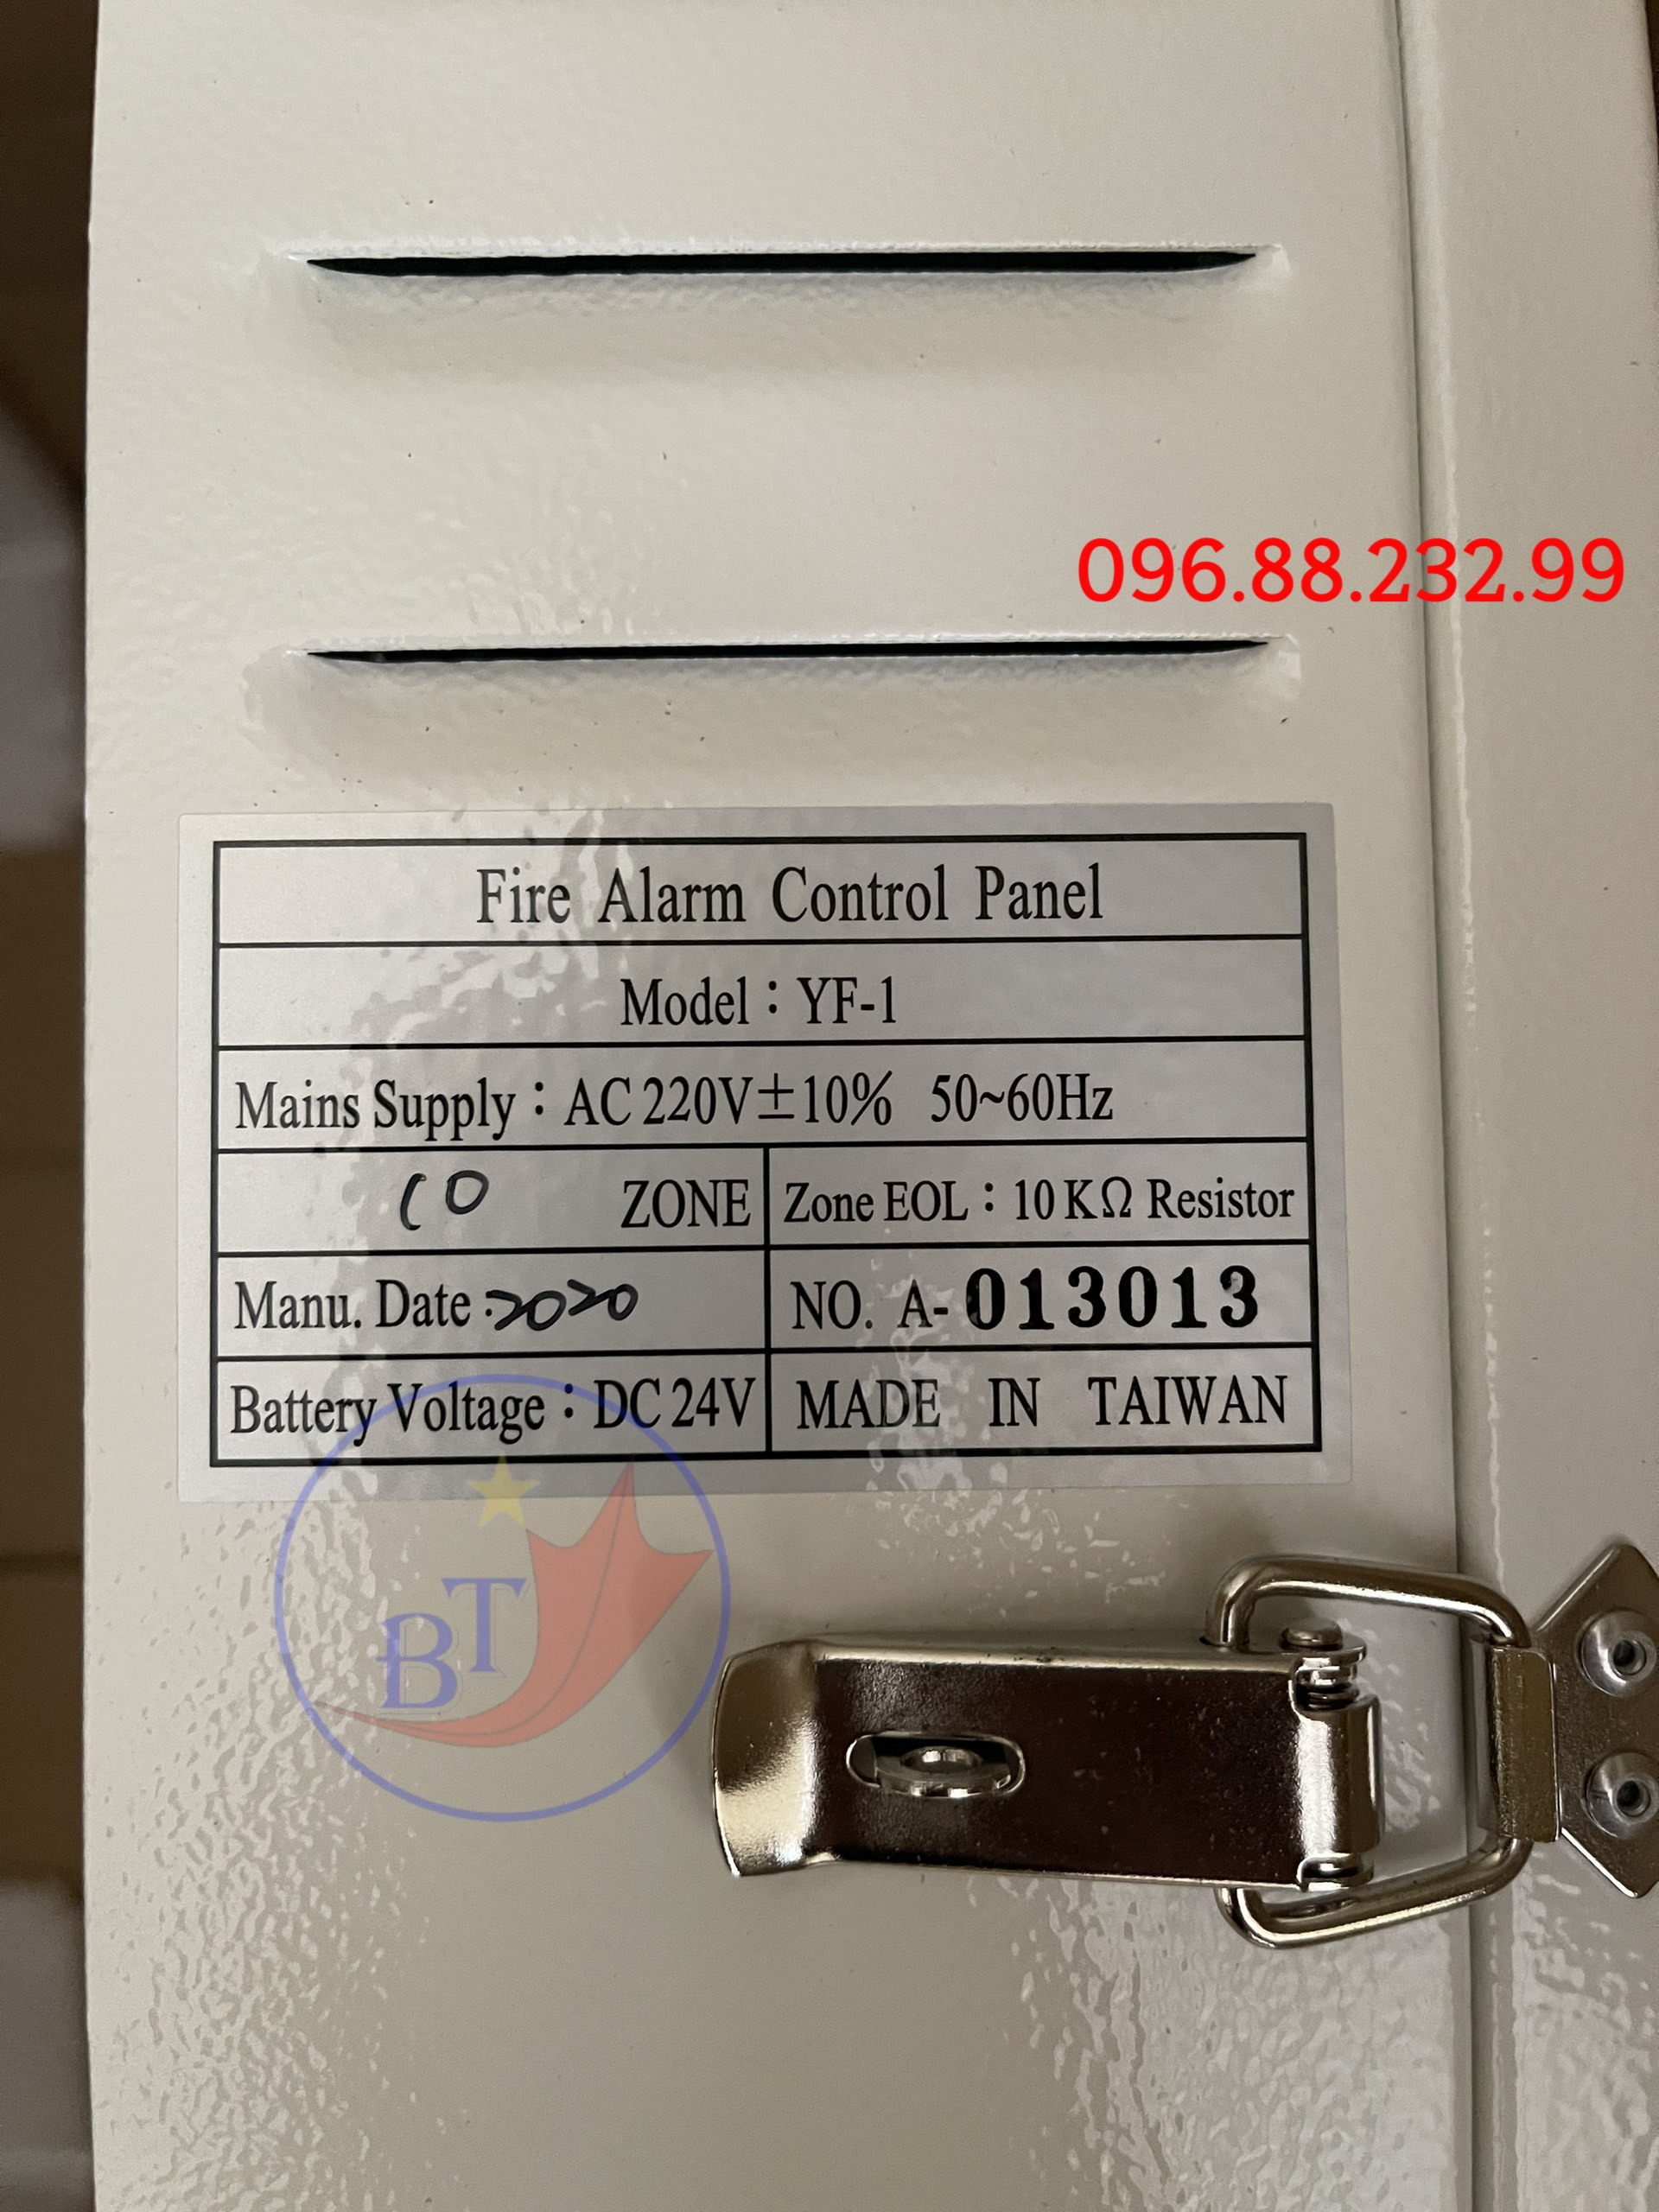 096.88.232.99
Fire Alarm Control Panel
Model：YF-1
Mains Supply：AC 220V±10% 50~60Hz
10 ZONE
Zone EOL：10 KΩ Resistor
Manu. Date：2020
NO. A-013013
Battery Voltage：DC 24V
MADE IN TAIWAN
BT